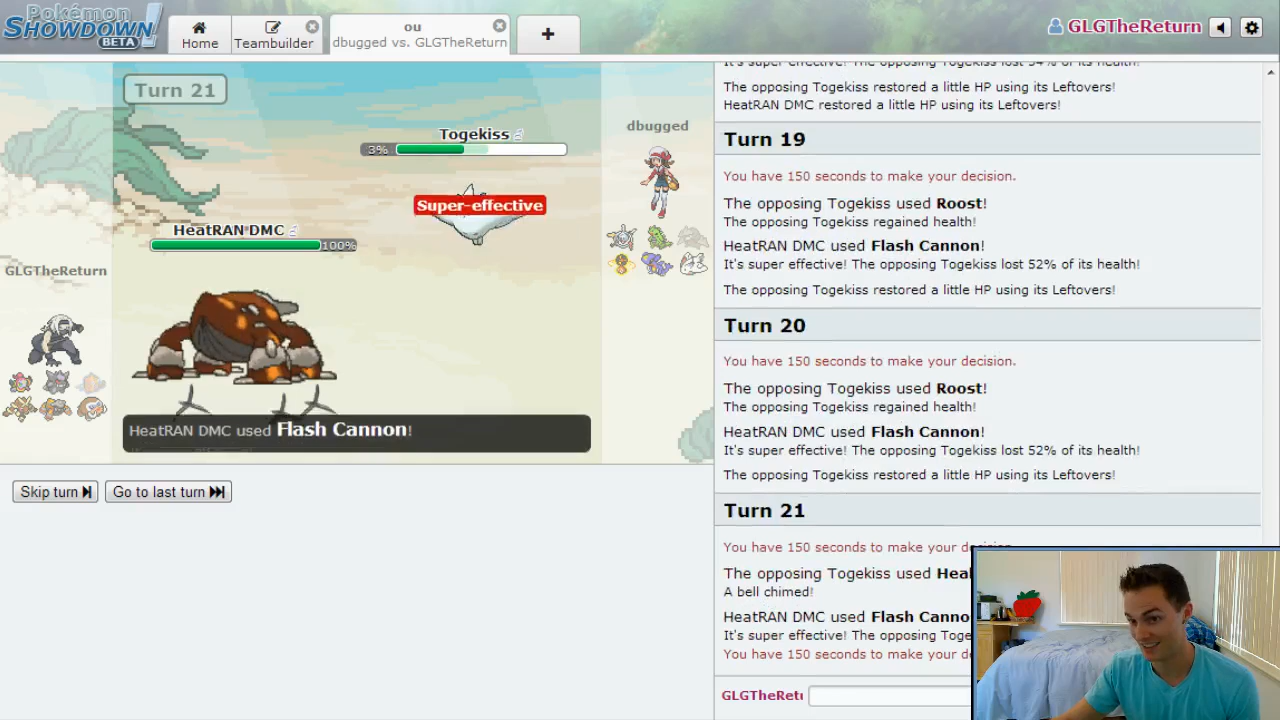 Pokémon
SHOWDOWN!
BETA
Home
Teambuilder
ou
dbugged vs. GLGTheReturn
+
GLGTheReturn
Turn 21
Togekiss
3%
Super-effective
HeatRAN DMC
100%
GLGTheReturn
dbugged
HeatRAN DMC used Flash Cannon!
Skip turn
Go to last turn
The opposing Togekiss restored a little HP using its Leftovers!
HeatRAN DMC restored a little HP using its Leftovers!
Turn 19
You have 150 seconds to make your decision.
The opposing Togekiss used Roost!
The opposing Togekiss regained health!
HeatRAN DMC used Flash Cannon!
It's super effective! The opposing Togekiss lost 52% of its health!
The opposing Togekiss restored a little HP using its Leftovers!
Turn 20
You have 150 seconds to make your decision.
The opposing Togekiss used Roost!
The opposing Togekiss regained health!
HeatRAN DMC used Flash Cannon!
It's super effective! The opposing Togekiss lost 52% of its health!
The opposing Togekiss restored a little HP using its Leftovers!
Turn 21
You have 150 seconds to make your decision.
The opposing Togekiss used Hea
A bell chimed!
HeatRAN DMC used Flash Canno
It's super effective! The opposing Toge
You have 150 seconds to make your de
GLGTheRetu